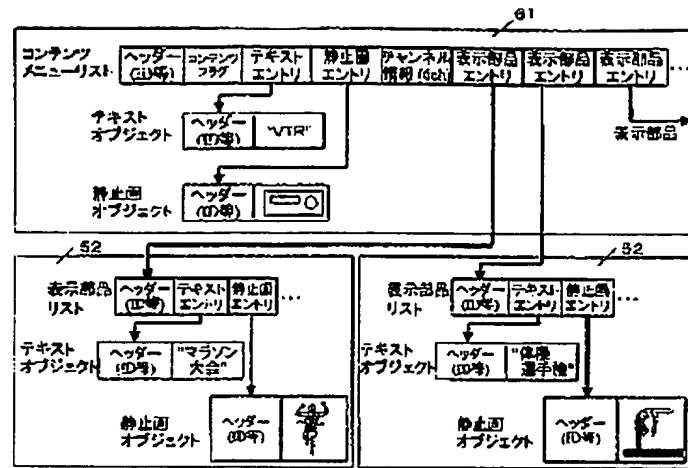 61
コンテンツ
メニューリスト
ヘッダー
(ID等)
コンテンツ
フラグ
テキスト
エントリ
静止画
エントリ
チャンネル
情報(6ch)
表示部品
エントリ
表示部品
エントリ
表示部品
エントリ
…
表示部品
テキスト
オブジェクト
ヘッダー
(ID等)
"VTR"
静止画
オブジェクト
ヘッダー
(ID等)
62
表示部品
リスト
ヘッダー
(ID等)
テキスト
エントリ
静止画
エントリ
…
テキスト
オブジェクト
ヘッダー
(ID等)
"マラソン
大会"
静止画
オブジェクト
ヘッダー
(ID等)
62
表示部品
リスト
ヘッダー
(ID等)
テキスト
エントリ
静止画
エントリ
…
テキスト
オブジェクト
ヘッダー
(ID等)
"体操
選手権"
静止画
オブジェクト
ヘッダー
(ID等)